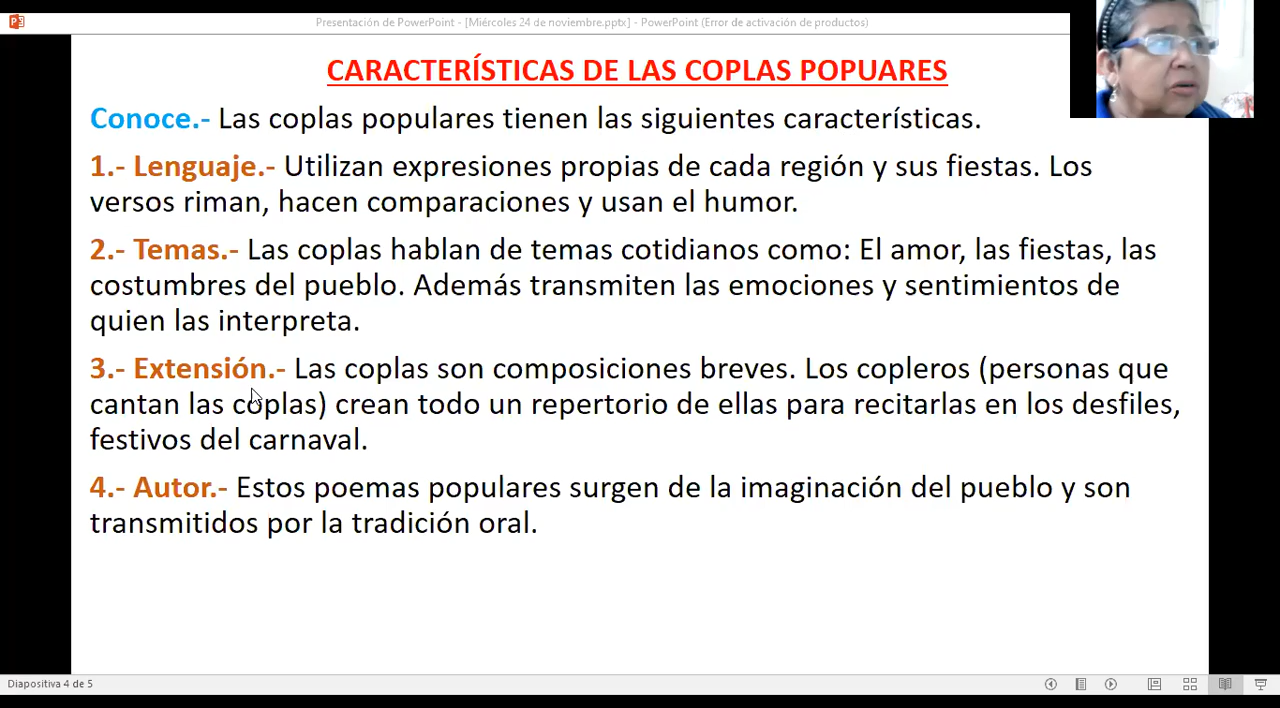 Presentación de PowerPoint - [Miércoles 24 de noviembre.pptx] - PowerPoint (Error de activación de productos)
CARACTERÍSTICAS DE LAS COPLAS POPUARES
Conoce.- Las coplas populares tienen las siguientes características.
1.- Lenguaje.- Utilizan expresiones propias de cada región y sus fiestas. Los
versos riman, hacen comparaciones y usan el humor.
2.- Temas.- Las coplas hablan de temas cotidianos como: El amor, las fiestas, las
costumbres del pueblo. Además transmiten las emociones y sentimientos de
quien las interpreta.
3.- Extensión.- Las coplas son composiciones breves. Los copleros (personas que
cantan las coplas) crean todo un repertorio de ellas para recitarlas en los desfiles,
festivos del carnaval.
4.- Autor.- Estos poemas populares surgen de la imaginación del pueblo y son
transmitidos por la tradición oral.
Diapositiva 4 de 5